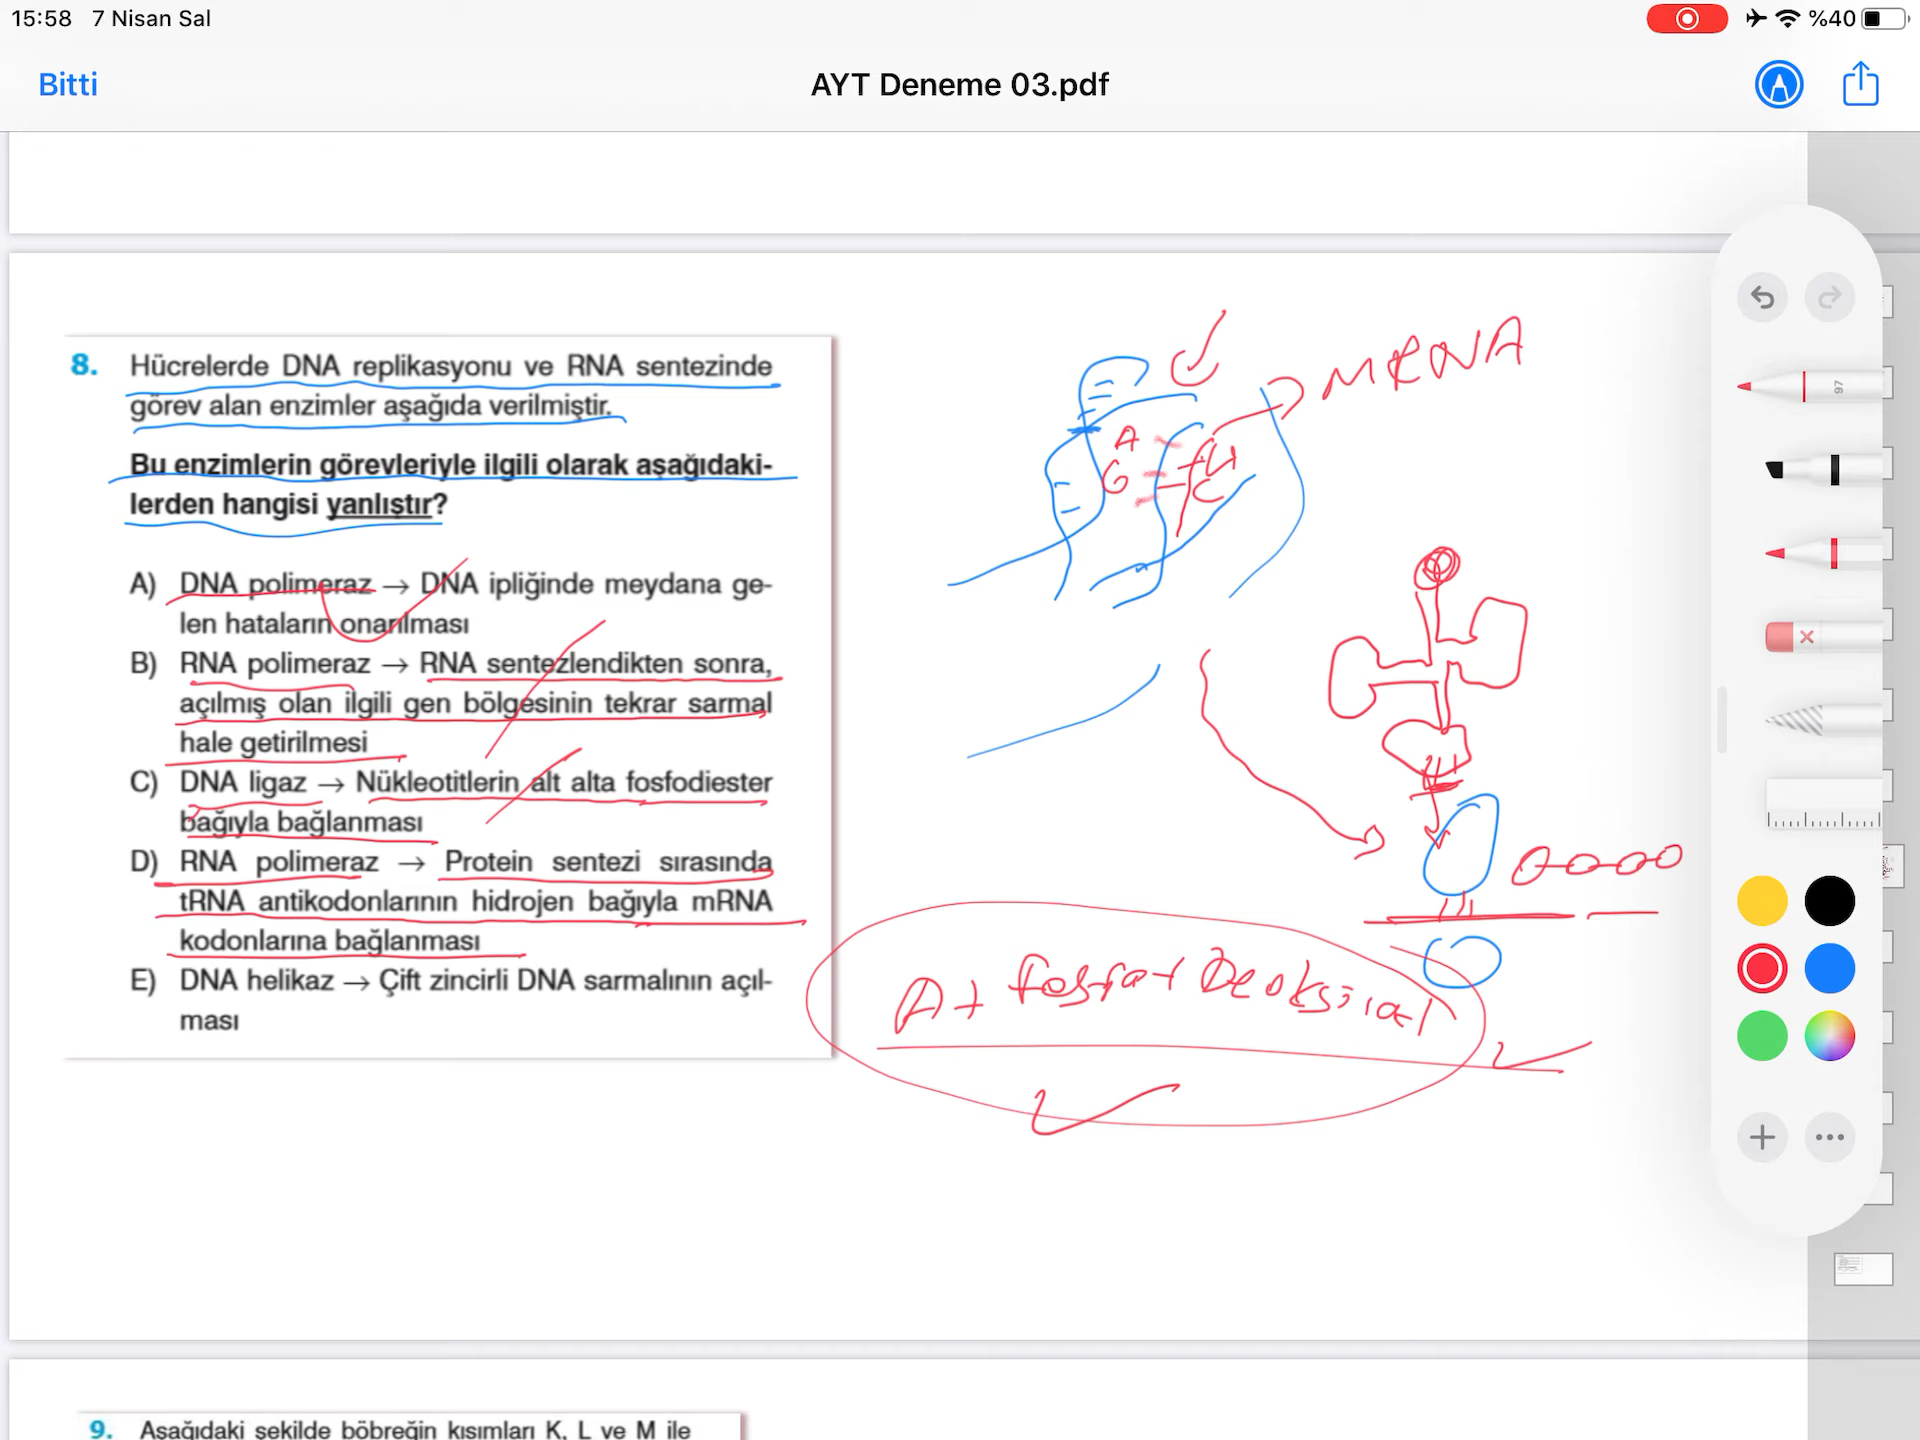 15:58 7 Nisan Sal
%40
Bitti
AYT Deneme 03.pdf
8. Hücrelerde DNA replikasyonu ve RNA sentezinde
görev alan enzimler aşağıda verilmiştir.
Bu enzimlerin görevleriyle ilgili olarak aşağıdaki-
lerden hangisi yanlıştır?
A) DNA polimeraz → DNA ipliğinde meydana ge-
len hataların onarılması
B) RNA polimeraz → RNA sentezlendikten sonra,
açılmış olan ilgili gen bölgesinin tekrar sarmal
hale getirilmesi
C) DNA ligaz → Nükleotitlerin alt alta fosfodiester
bağıyla bağlanması
D) RNA polimeraz → Protein sentezi sırasında
tRNA antikodonlarının hidrojen bağıyla mRNA
kodonlarına bağlanması
E) DNA helikaz → Çift zincirli DNA sarmalının açıl-
ması
MRNA
A
G
U
C
A+ fosfat
97
9. Aşağıdaki şekilde böbreğin kısımları K, L ve M ile